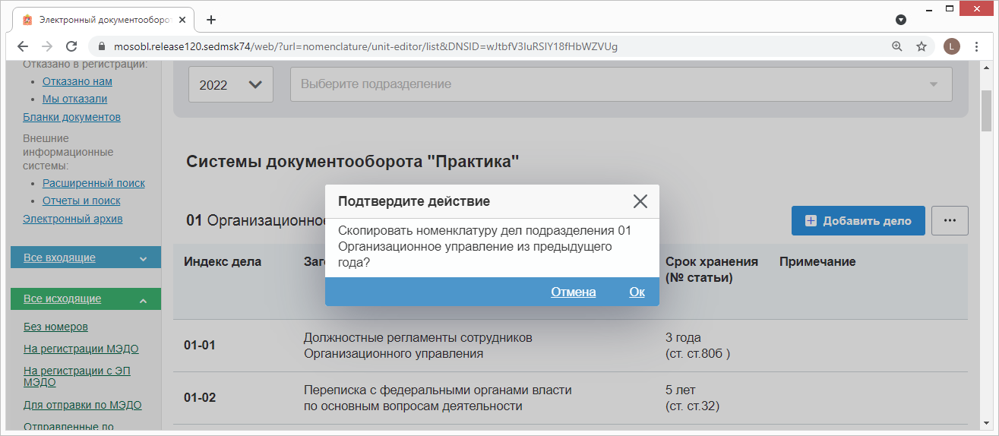 Электронный документооборот
mosobl.release120.sedmsk74/web/?url=nomenclature/unit-editor/list&DNSID=wJtbfV3IuRSIY18fHbWZVUg
L
Отказано в регистрации:
Отказано нам
Мы отказали
Бланки документов
Внешние
информационные
системы:
Расширенный поиск
Отчеты и поиск
Электронный архив
Все входящие
Все исходящие
Без номеров
На регистрации МЭДО
На регистрации с ЭП
МЭДО
Для отправки по МЭДО
Отправленные по
2022
Выберите подразделение
Системы документооборота "Практика"
01 Организационное
Добавить дело
...
Подтвердите действие
Скопировать номенклатуру дел подразделения 01
Организационное управление из предыдущего
года?
Отмена
Ок
Индекс дела
Заг
Срок хранения
(№ статьи)
Примечание
01-01
Должностные регламенты сотрудников
Организационного управления
3 года
(ст. ст.80б )
01-02
Переписка с федеральными органами власти
по основным вопросам деятельности
5 лет
(ст. ст.32)